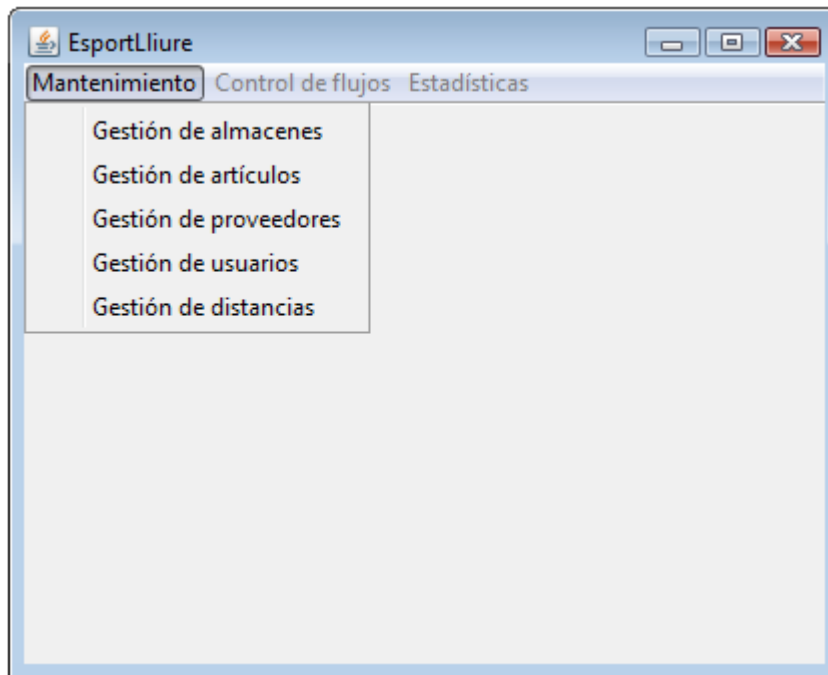 EsportLliure
Mantenimiento Control de flujos Estadísticas
Gestión de almacenes
Gestión de artículos
Gestión de proveedores
Gestión de usuarios
Gestión de distancias